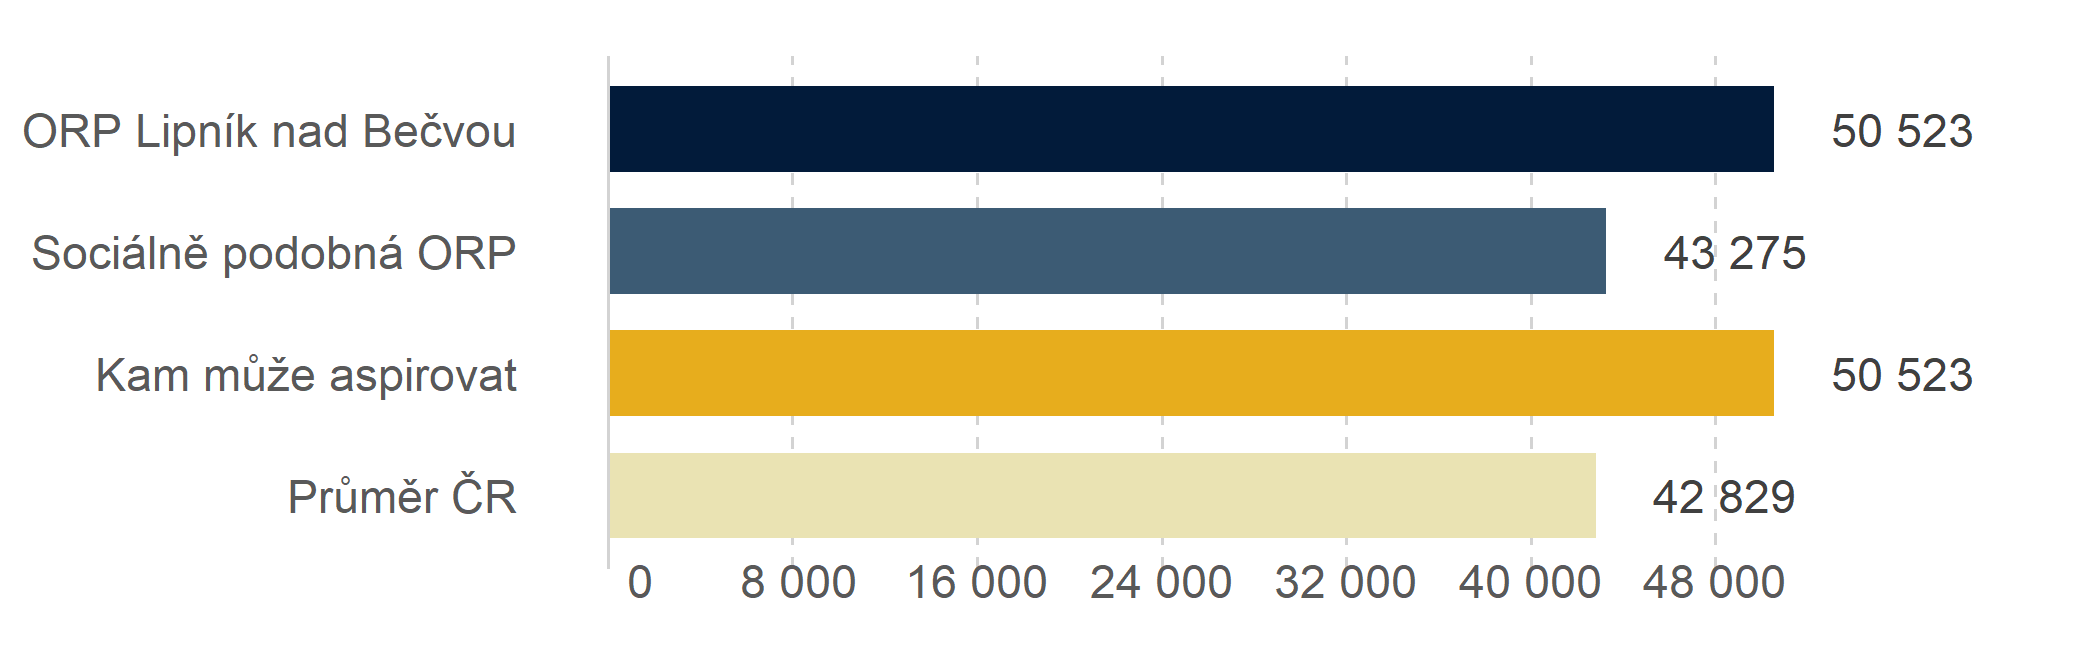 ORP Lipník nad Bečvou 50 523
Sociálně podobná ORP 43 275
Kam může aspirovat 50 523
Průměr ČR 42 829
0 8 000 16 000 24 000 32 000 40 000 48 000